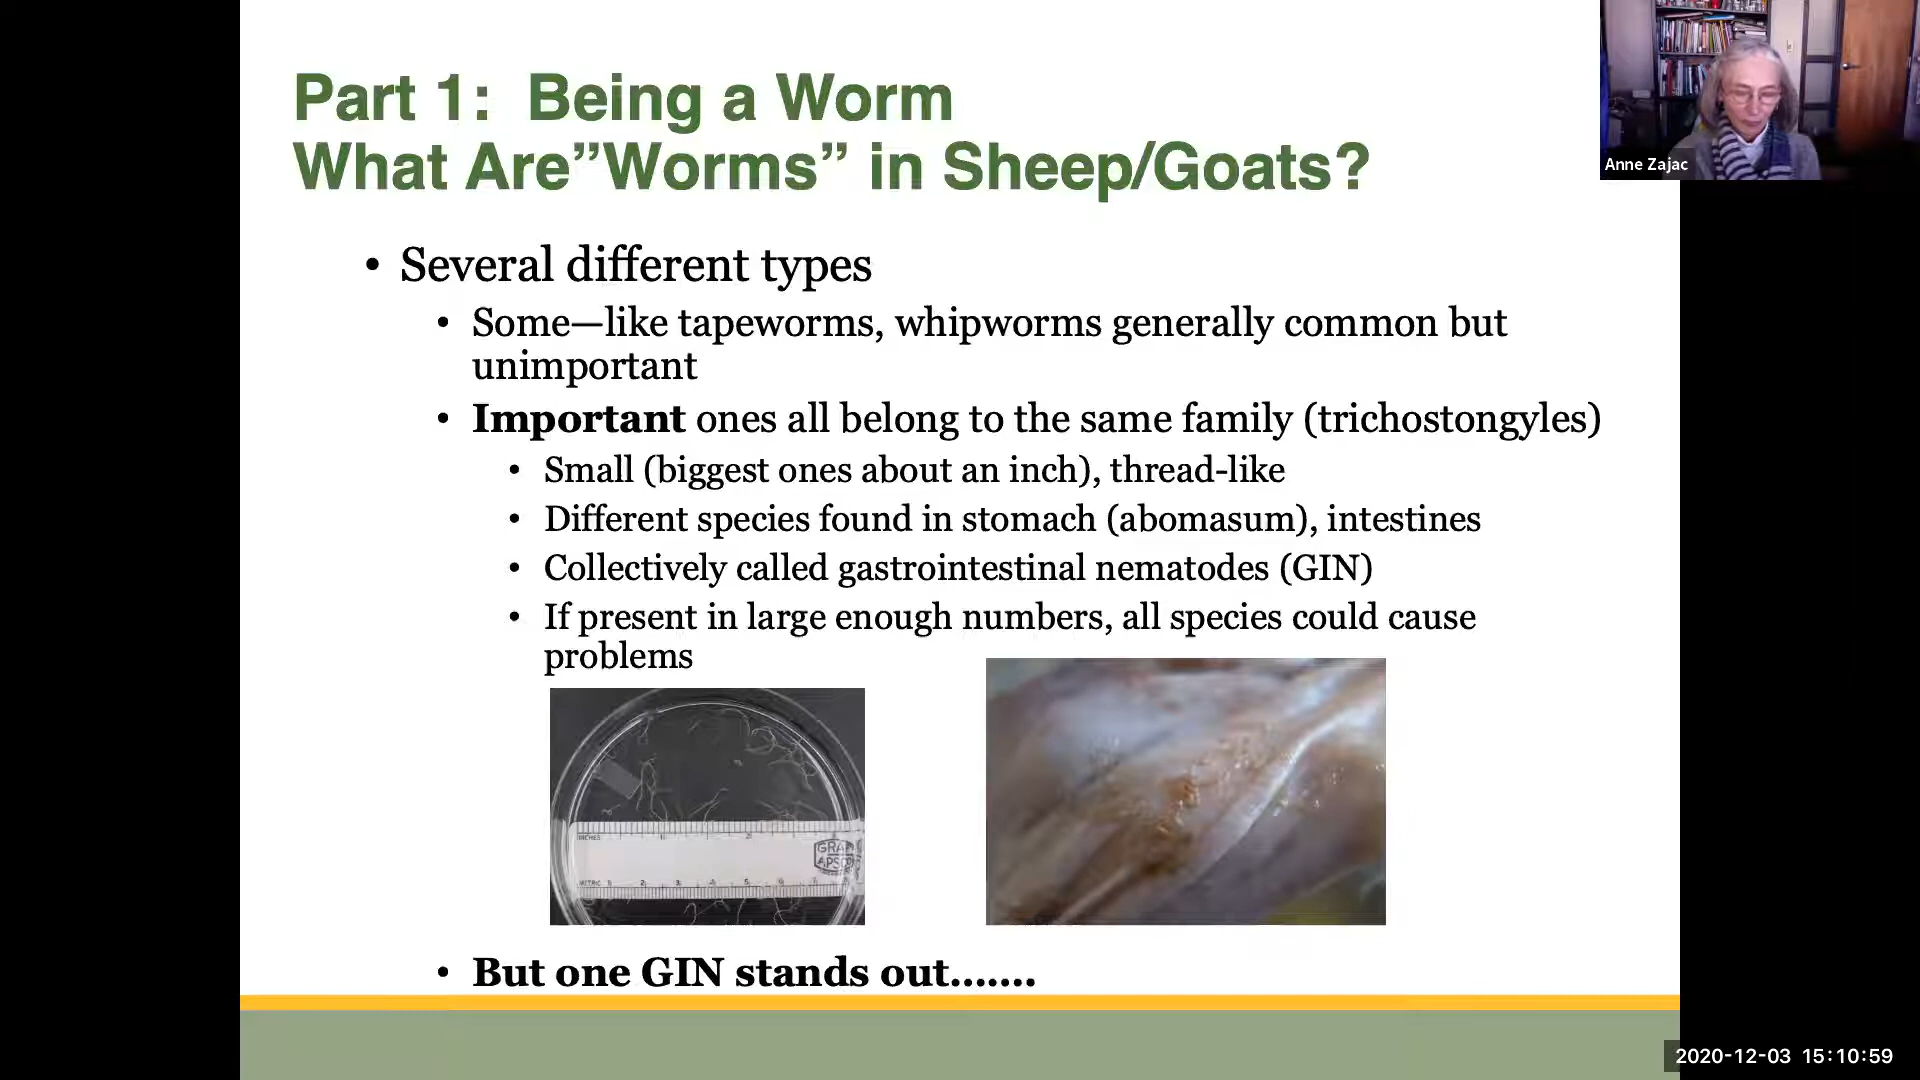 Part 1:  Being a Worm
What Are”Worms” in Sheep/Goats?
Anne Zajac
• Several different types
• Some—like tapeworms, whipworms generally common but
unimportant
• Important ones all belong to the same family (trichostongyles)
• Small (biggest ones about an inch), thread-like
• Different species found in stomach (abomasum), intestines
• Collectively called gastrointestinal nematodes (GIN)
• If present in large enough numbers, all species could cause
problems
INCHES
METRIC
• But one GIN stands out.......
2020-12-03 15:10:59